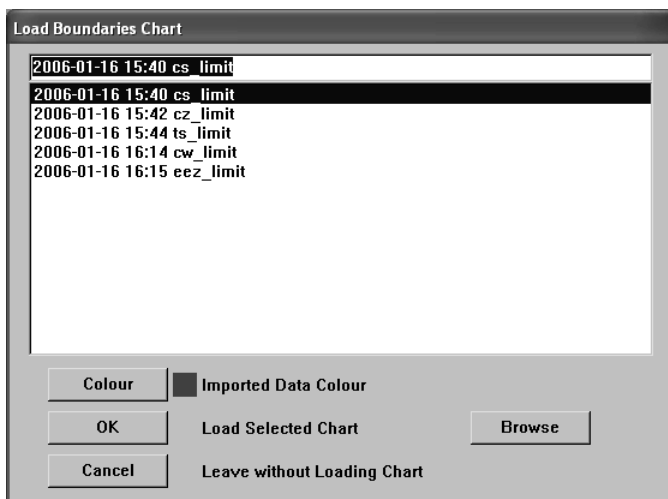 Load Boundaries Chart
2006-01-16 15:40 cs_limit
2006-01-16 15:40 cs_limit
2006-01-16 15:42 cz_limit
2006-01-16 15:44 ts_limit
2006-01-16 16:14 cw_limit
2006-01-16 16:15 eez_limit
Colour Imported Data Colour
OK Load Selected Chart Browse
Cancel Leave without Loading Chart